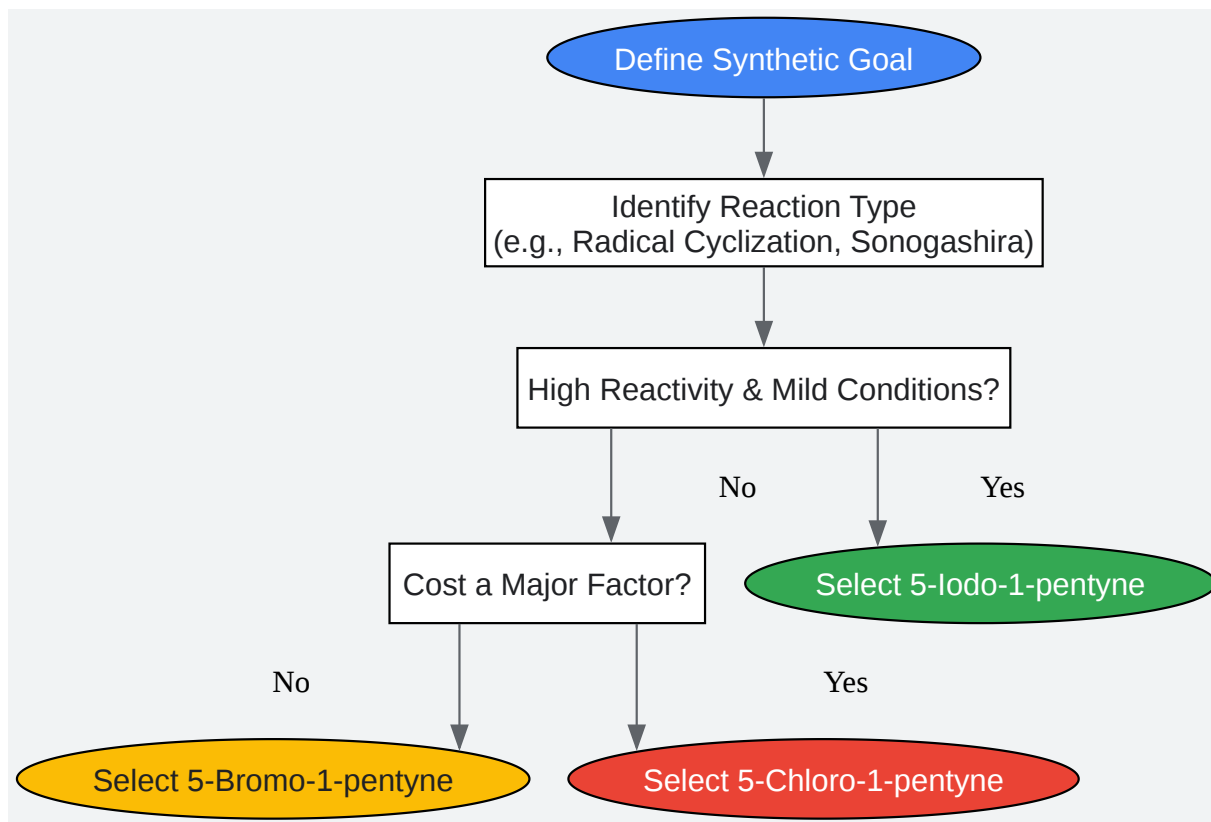 Define Synthetic Goal
Identify Reaction Type
(e.g., Radical Cyclization, Sonogashira)
High Reactivity & Mild Conditions?
No
Yes
Cost a Major Factor?
Select 5-Iodo-1-pentyne
No
Yes
Select 5-Bromo-1-pentyne
Select 5-Chloro-1-pentyne